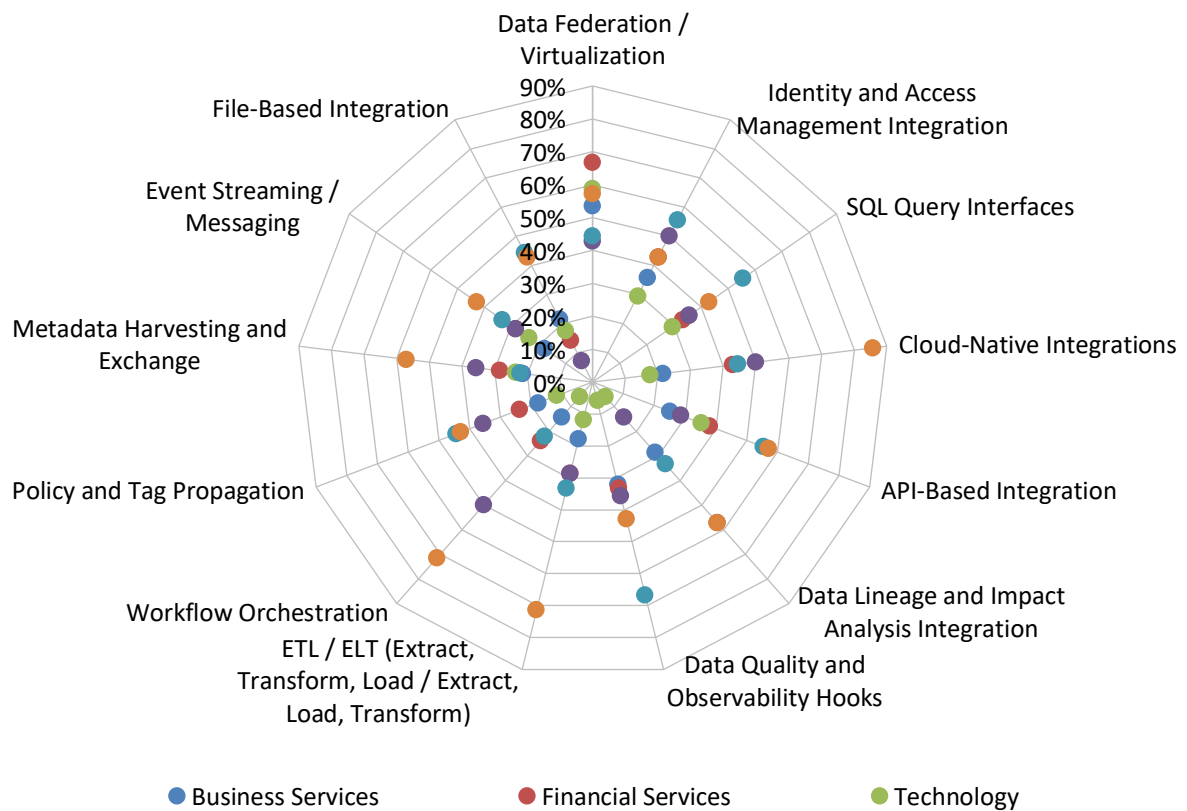 Data Federation /
Virtualization
90%
80%
70%
60%
50%
40%
30%
20%
10%
0%
Identity and Access
Management Integration
SQL Query Interfaces
Cloud-Native Integrations
API-Based Integration
Data Lineage and Impact
Analysis Integration
Data Quality and
Observability Hooks
ETL / ELT (Extract,
Transform, Load / Extract,
Load, Transform)
Workflow Orchestration
Policy and Tag Propagation
Metadata Harvesting and
Exchange
Event Streaming /
Messaging
File-Based Integration
Business Services
Financial Services
Technology